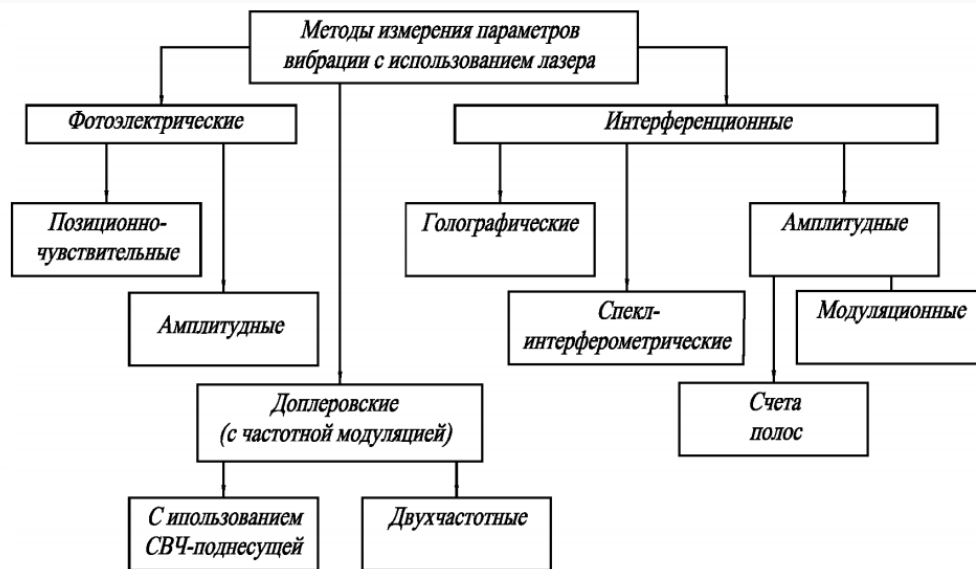 Методы измерения параметров
вибрации с использованием лазера
Фотоэлектрические
Интерференционные
Позиционно-
чувствительные
Голографические
Амплитудные
Амплитудные
Спекл-
интерферометрические
Модуляционные
Доплеровские
(с частотной модуляцией)
Счета
полос
С ипользованием
СВЧ-поднесущей
Двухчастотные